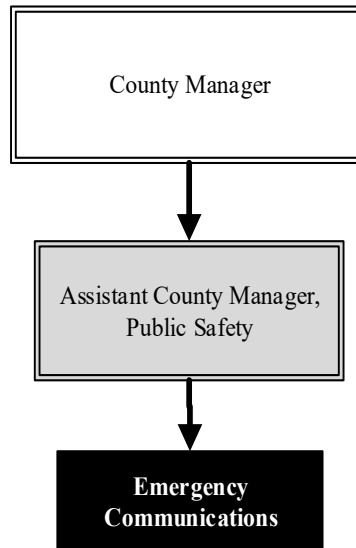 County Manager
Assistant County Manager,
Public Safety
Emergency
Communications